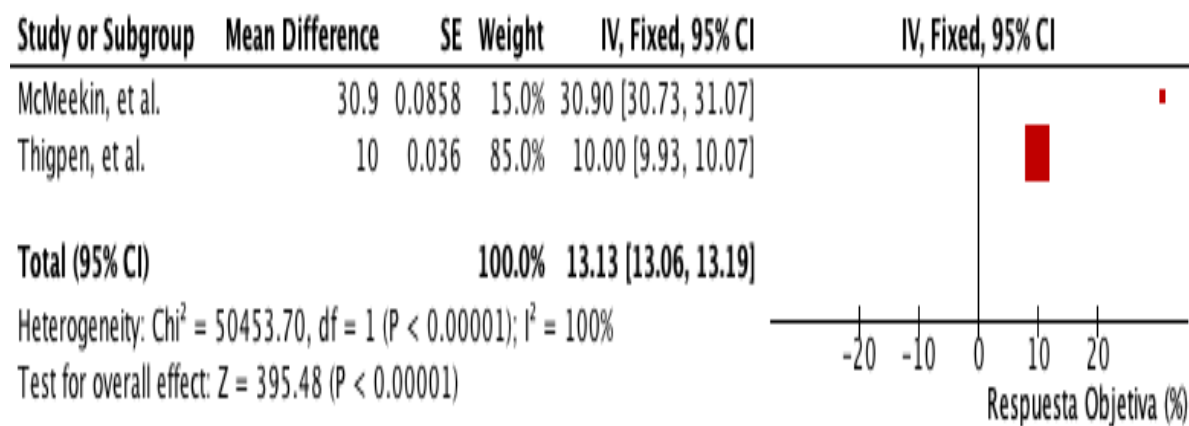 Study or Subgroup Mean Difference SE Weight IV, Fixed, 95% CI IV, Fixed, 95% CI
McMeekin, et al. 30.9 0.0858 15.0% 30.90 [30.73, 31.07]
Thigpen, et al. 10 0.036 85.0% 10.00 [9.93, 10.07]
Total (95% CI) 100.0% 13.13 [13.06, 13.19]
Heterogeneity: Chi² = 50453.70, df = 1 (P < 0.00001); I² = 100%
Test for overall effect: Z = 395.48 (P < 0.00001)
-20 -10 0 10 20
Respuesta Objetiva (%)